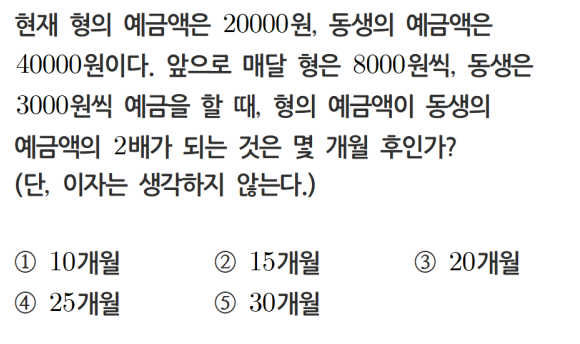 현재 형의 예금액은 20000원, 동생의 예금액은
40000원이다. 앞으로 매달 형은 8000원씩, 동생은
3000원씩 예금을 할 때, 형의 예금액이 동생의
예금액의 2배가 되는 것은 몇 개월 후인가?
(단, 이자는 생각하지 않는다.)
① 10개월 ② 15개월 ③ 20개월
④ 25개월 ⑤ 30개월